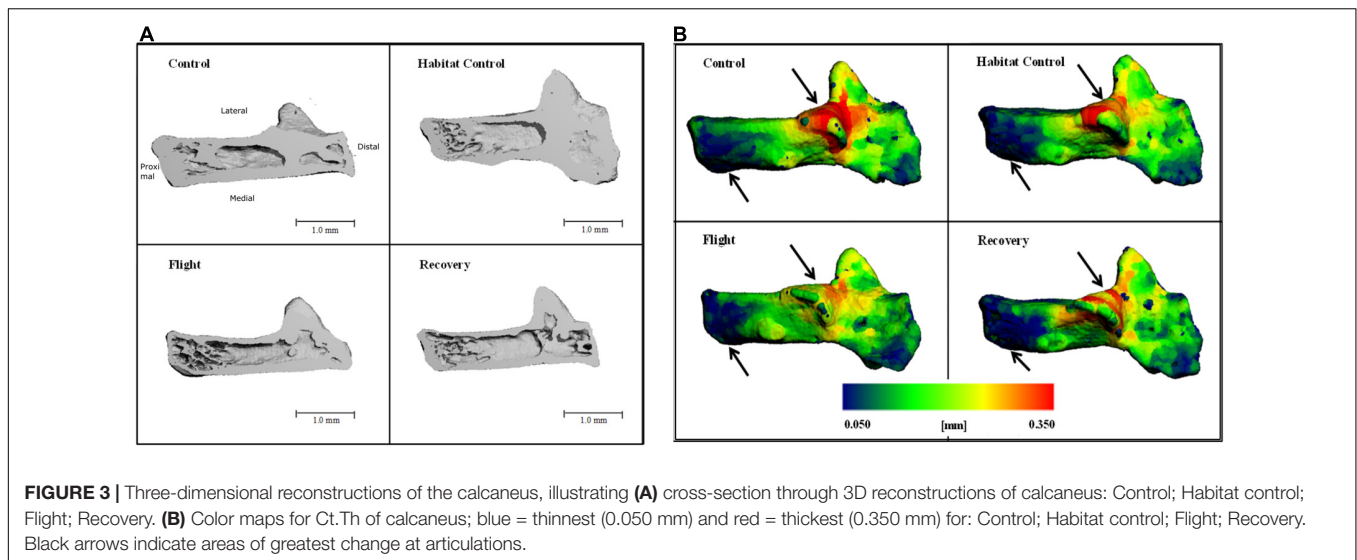 A
Control
Lateral
Proxi
mal
Distal
Medial
1.0 mm
Habitat Control
1.0 mm
Flight
1.0 mm
Recovery
1.0 mm
B
Control
Habitat Control
Flight
Recovery
0.050 [mm] 0.350
FIGURE 3 | Three-dimensional reconstructions of the calcaneus, illustrating (A) cross-section through 3D reconstructions of calcaneus: Control; Habitat control;
Flight; Recovery. (B) Color maps for Ct.Th of calcaneus; blue = thinnest (0.050 mm) and red = thickest (0.350 mm) for: Control; Habitat control; Flight; Recovery.
Black arrows indicate areas of greatest change at articulations.